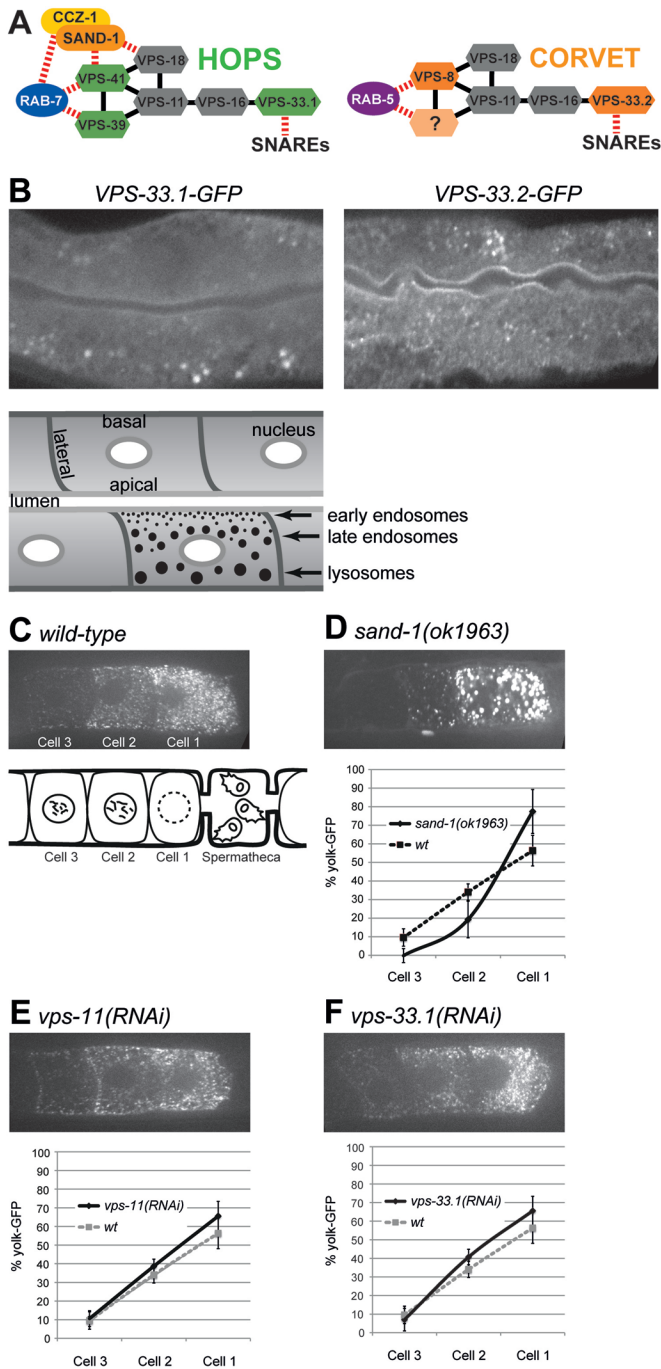 A
CCZ-1
SAND-1
VPS-18
HOPS
VPS-41
RAB-7
VPS-11
VPS-16
VPS-33.1
VPS-39
SNAREs
VPS-18
CORVET
VPS-8
RAB-5
VPS-11
VPS-16
VPS-33.2
?
SNAREs
B
VPS-33.1-GFP
VPS-33.2-GFP
basal
nucleus
lateral
apical
lumen
early endosomes
late endosomes
lysosomes
C wild-type
Cell 3 Cell 2 Cell 1
Cell 3 Cell 2 Cell 1 Spermatheca
D sand-1(ok1963)
100
90
80
70
60
50
40
30
20
10
0
% yolk-GFP
sand-1(ok1963)
wt
Cell 3 Cell 2 Cell 1
E vps-11(RNAi)
100
90
80
70
60
50
40
30
20
10
0
% yolk-GFP
vps-11(RNAi)
wt
Cell 3 Cell 2 Cell 1
F vps-33.1(RNAi)
100
90
80
70
60
50
40
30
20
10
0
% yolk-GFP
vps-33.1(RNAi)
wt
Cell 3 Cell 2 Cell 1